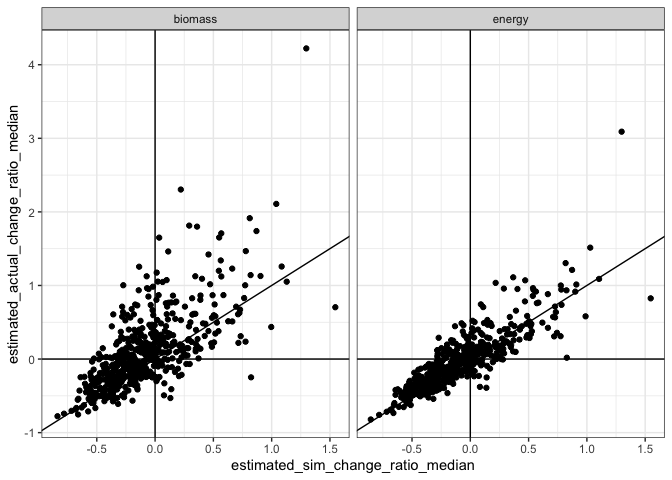 biomass energy
estimated_actual_change_ratio_median
4
3
2
1
0
-1
-0.5 0.0 0.5 1.0 1.5 -0.5 0.0 0.5 1.0 1.5
estimated_sim_change_ratio_median